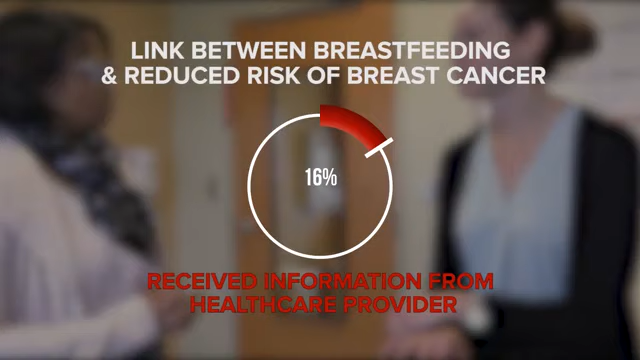 LINK BETWEEN BREASTFEEDING
& REDUCED RISK OF BREAST CANCER
16%
RECEIVED INFORMATION FROM
HEALTHCARE PROVIDER